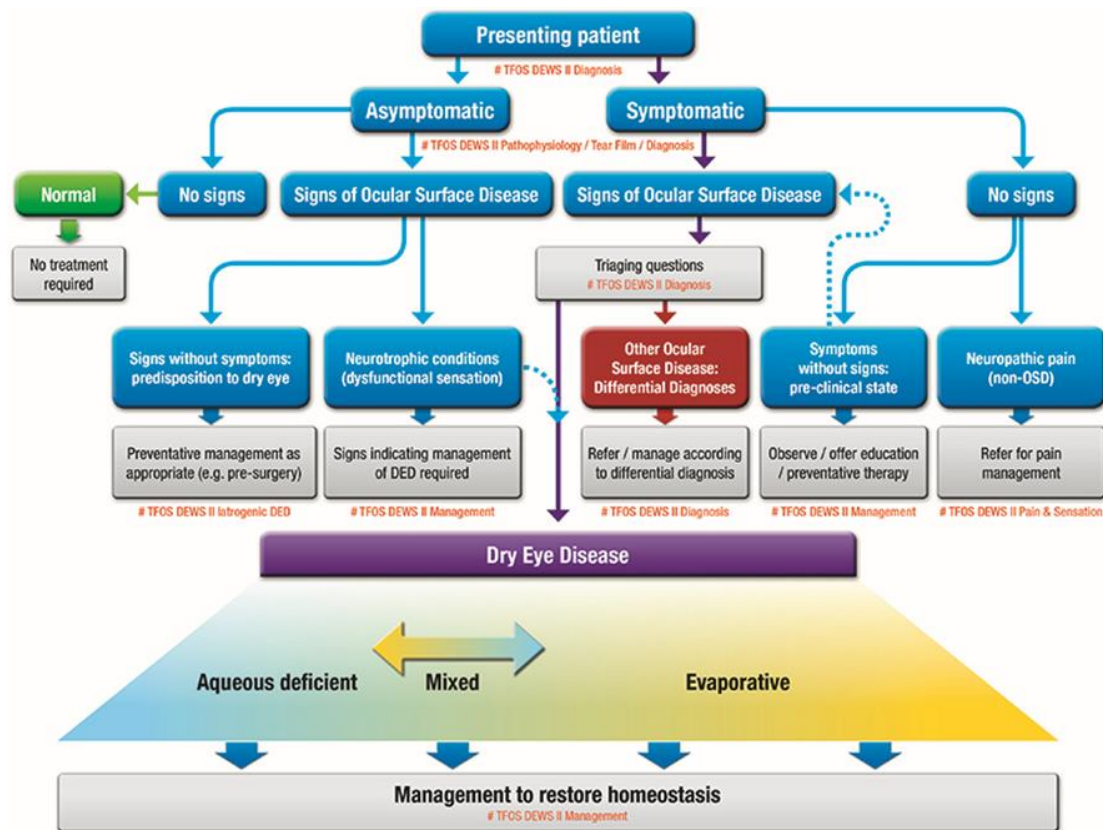 Presenting patient
# TFOS DEWS II Diagnosis
Asymptomatic
Symptomatic
# TFOS DEWS II Pathophysiology / Tear Film / Diagnosis
Normal
No signs
Signs of Ocular Surface Disease
Signs of Ocular Surface Disease
No signs
No treatment
required
Triaging questions
# TFOS DEWS II Diagnosis
Signs without symptoms:
predisposition to dry eye
Neurotrophic conditions
(dysfunctional sensation)
Other Ocular
Surface Disease:
Differential Diagnoses
Symptoms
without signs:
pre-clinical state
Neuropathic pain
(non-OSD)
Preventative management as
appropriate (e.g. pre-surgery)
Signs indicating management
of DED required
Refer / manage according
to differential diagnosis
Observe / offer education
/ preventative therapy
Refer for pain
management
# TFOS DEWS II Iatrogenic DED
# TFOS DEWS II Management
# TFOS DEWS II Diagnosis
# TFOS DEWS II Management
# TFOS DEWS II Pain & Sensation
Dry Eye Disease
Aqueous deficient
Mixed
Evaporative
Management to restore homeostasis
# TFOS DEWS II Management